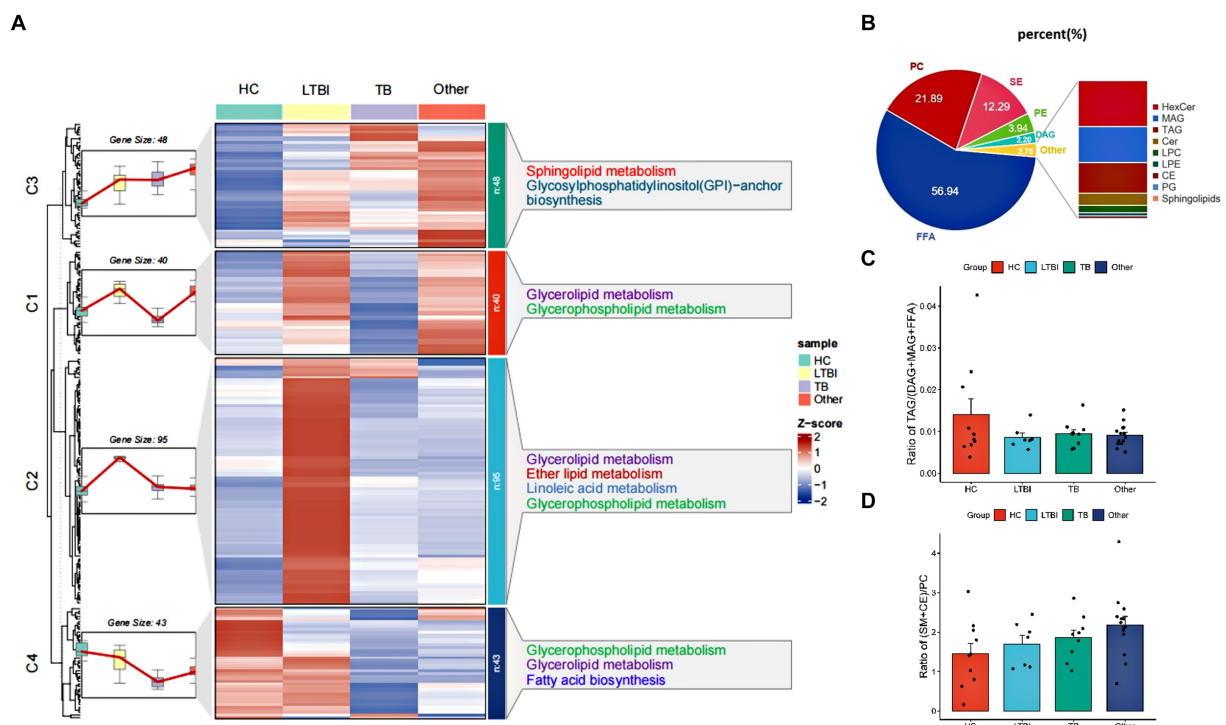 A
HC LTBI TB Other
C3
Gene Size: 48
n:48
Sphingolipid metabolism
Glycosylphosphatidylinositol(GPI)−anchor
biosynthesis
C1
Gene Size: 40
n:40
Glycerolipid metabolism
Glycerophospholipid metabolism
C2
Gene Size: 95
n:95
Glycerolipid metabolism
Ether lipid metabolism
Linoleic acid metabolism
Glycerophospholipid metabolism
C4
Gene Size: 43
n:43
Glycerophospholipid metabolism
Glycerolipid metabolism
Fatty acid biosynthesis
sample
HC
LTBI
TB
Other
Z−score
2
1
0
−1
−2
B
percent(%)
PC
21.89
SE
12.29
PE
3.94
DAG
2.20
Other
2.75
56.94
FFA
HexCer
MAG
TAG
Cer
LPC
LPE
CE
PG
Sphingolipids
C
Group HC LTBI TB Other
Ratio of TAG/(DAG+MAG+FFA)
0.04
0.03
0.02
0.01
0.00
HC LTBI TB Other
D
Group HC LTBI TB Other
Ratio of (SM+CE)/PC
4
3
2
1
0
HC LTBI TB Other